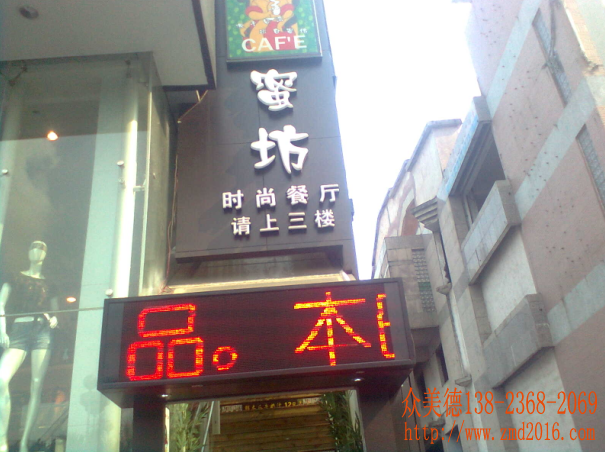 CAF'E
蜜坊
时尚餐厅
请上三楼
品。 本
众美德138-2368-2069
http://www.zmd2016.com